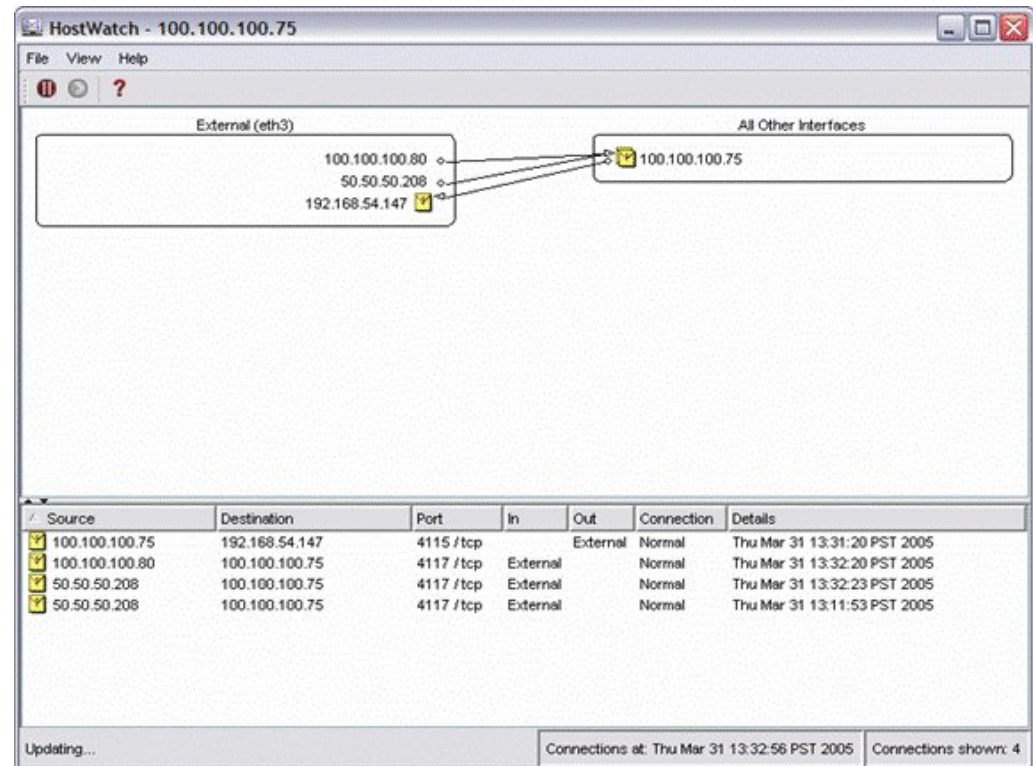 HostWatch - 100.100.100.75
File View Help
External (eth3)
All Other Interfaces
100.100.100.80
100.100.100.75
50.50.50.208
192.168.54.147
Source Destination Port In Out Connection Details
100.100.100.75 192.168.54.147 4115 /tcp External Normal Thu Mar 31 13:31:20 PST 2005
100.100.100.80 100.100.100.75 4117 /tcp External Normal Thu Mar 31 13:32:20 PST 2005
50.50.50.208 100.100.100.75 4117 /tcp External Normal Thu Mar 31 13:32:23 PST 2005
50.50.50.208 100.100.100.75 4117 /tcp External Normal Thu Mar 31 13:11:53 PST 2005
Updating... Connections at: Thu Mar 31 13:32:56 PST 2005 Connections shown: 4